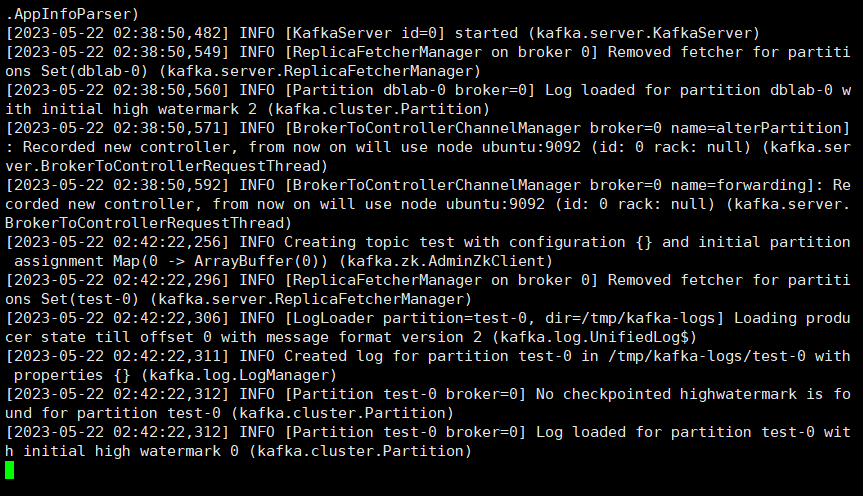 .AppInfoParser)
[2023-05-22 02:38:50,482] INFO [KafkaServer id=0] started (kafka.server.KafkaServer)
[2023-05-22 02:38:50,549] INFO [ReplicaFetcherManager on broker 0] Removed fetcher for partiti
ons Set(dblab-0) (kafka.server.ReplicaFetcherManager)
[2023-05-22 02:38:50,560] INFO [Partition dblab-0 broker=0] Log loaded for partition dblab-0 w
ith initial high watermark 2 (kafka.cluster.Partition)
[2023-05-22 02:38:50,571] INFO [BrokerToControllerChannelManager broker=0 name=alterPartition]
: Recorded new controller, from now on will use node ubuntu:9092 (id: 0 rack: null) (kafka.ser
ver.BrokerToControllerRequestThread)
[2023-05-22 02:38:50,592] INFO [BrokerToControllerChannelManager broker=0 name=forwarding]: Re
corded new controller, from now on will use node ubuntu:9092 (id: 0 rack: null) (kafka.server.
BrokerToControllerRequestThread)
[2023-05-22 02:42:22,256] INFO Creating topic test with configuration {} and initial partition
 assignment Map(0 -> ArrayBuffer(0)) (kafka.zk.AdminZkClient)
[2023-05-22 02:42:22,296] INFO [ReplicaFetcherManager on broker 0] Removed fetcher for partiti
ons Set(test-0) (kafka.server.ReplicaFetcherManager)
[2023-05-22 02:42:22,306] INFO [LogLoader partition=test-0, dir=/tmp/kafka-logs] Loading produ
cer state till offset 0 with message format version 2 (kafka.log.UnifiedLog$)
[2023-05-22 02:42:22,311] INFO Created log for partition test-0 in /tmp/kafka-logs/test-0 with
 properties {} (kafka.log.LogManager)
[2023-05-22 02:42:22,312] INFO [Partition test-0 broker=0] No checkpointed highwatermark is fo
und for partition test-0 (kafka.cluster.Partition)
[2023-05-22 02:42:22,312] INFO [Partition test-0 broker=0] Log loaded for partition test-0 wit
h initial high watermark 0 (kafka.cluster.Partition)